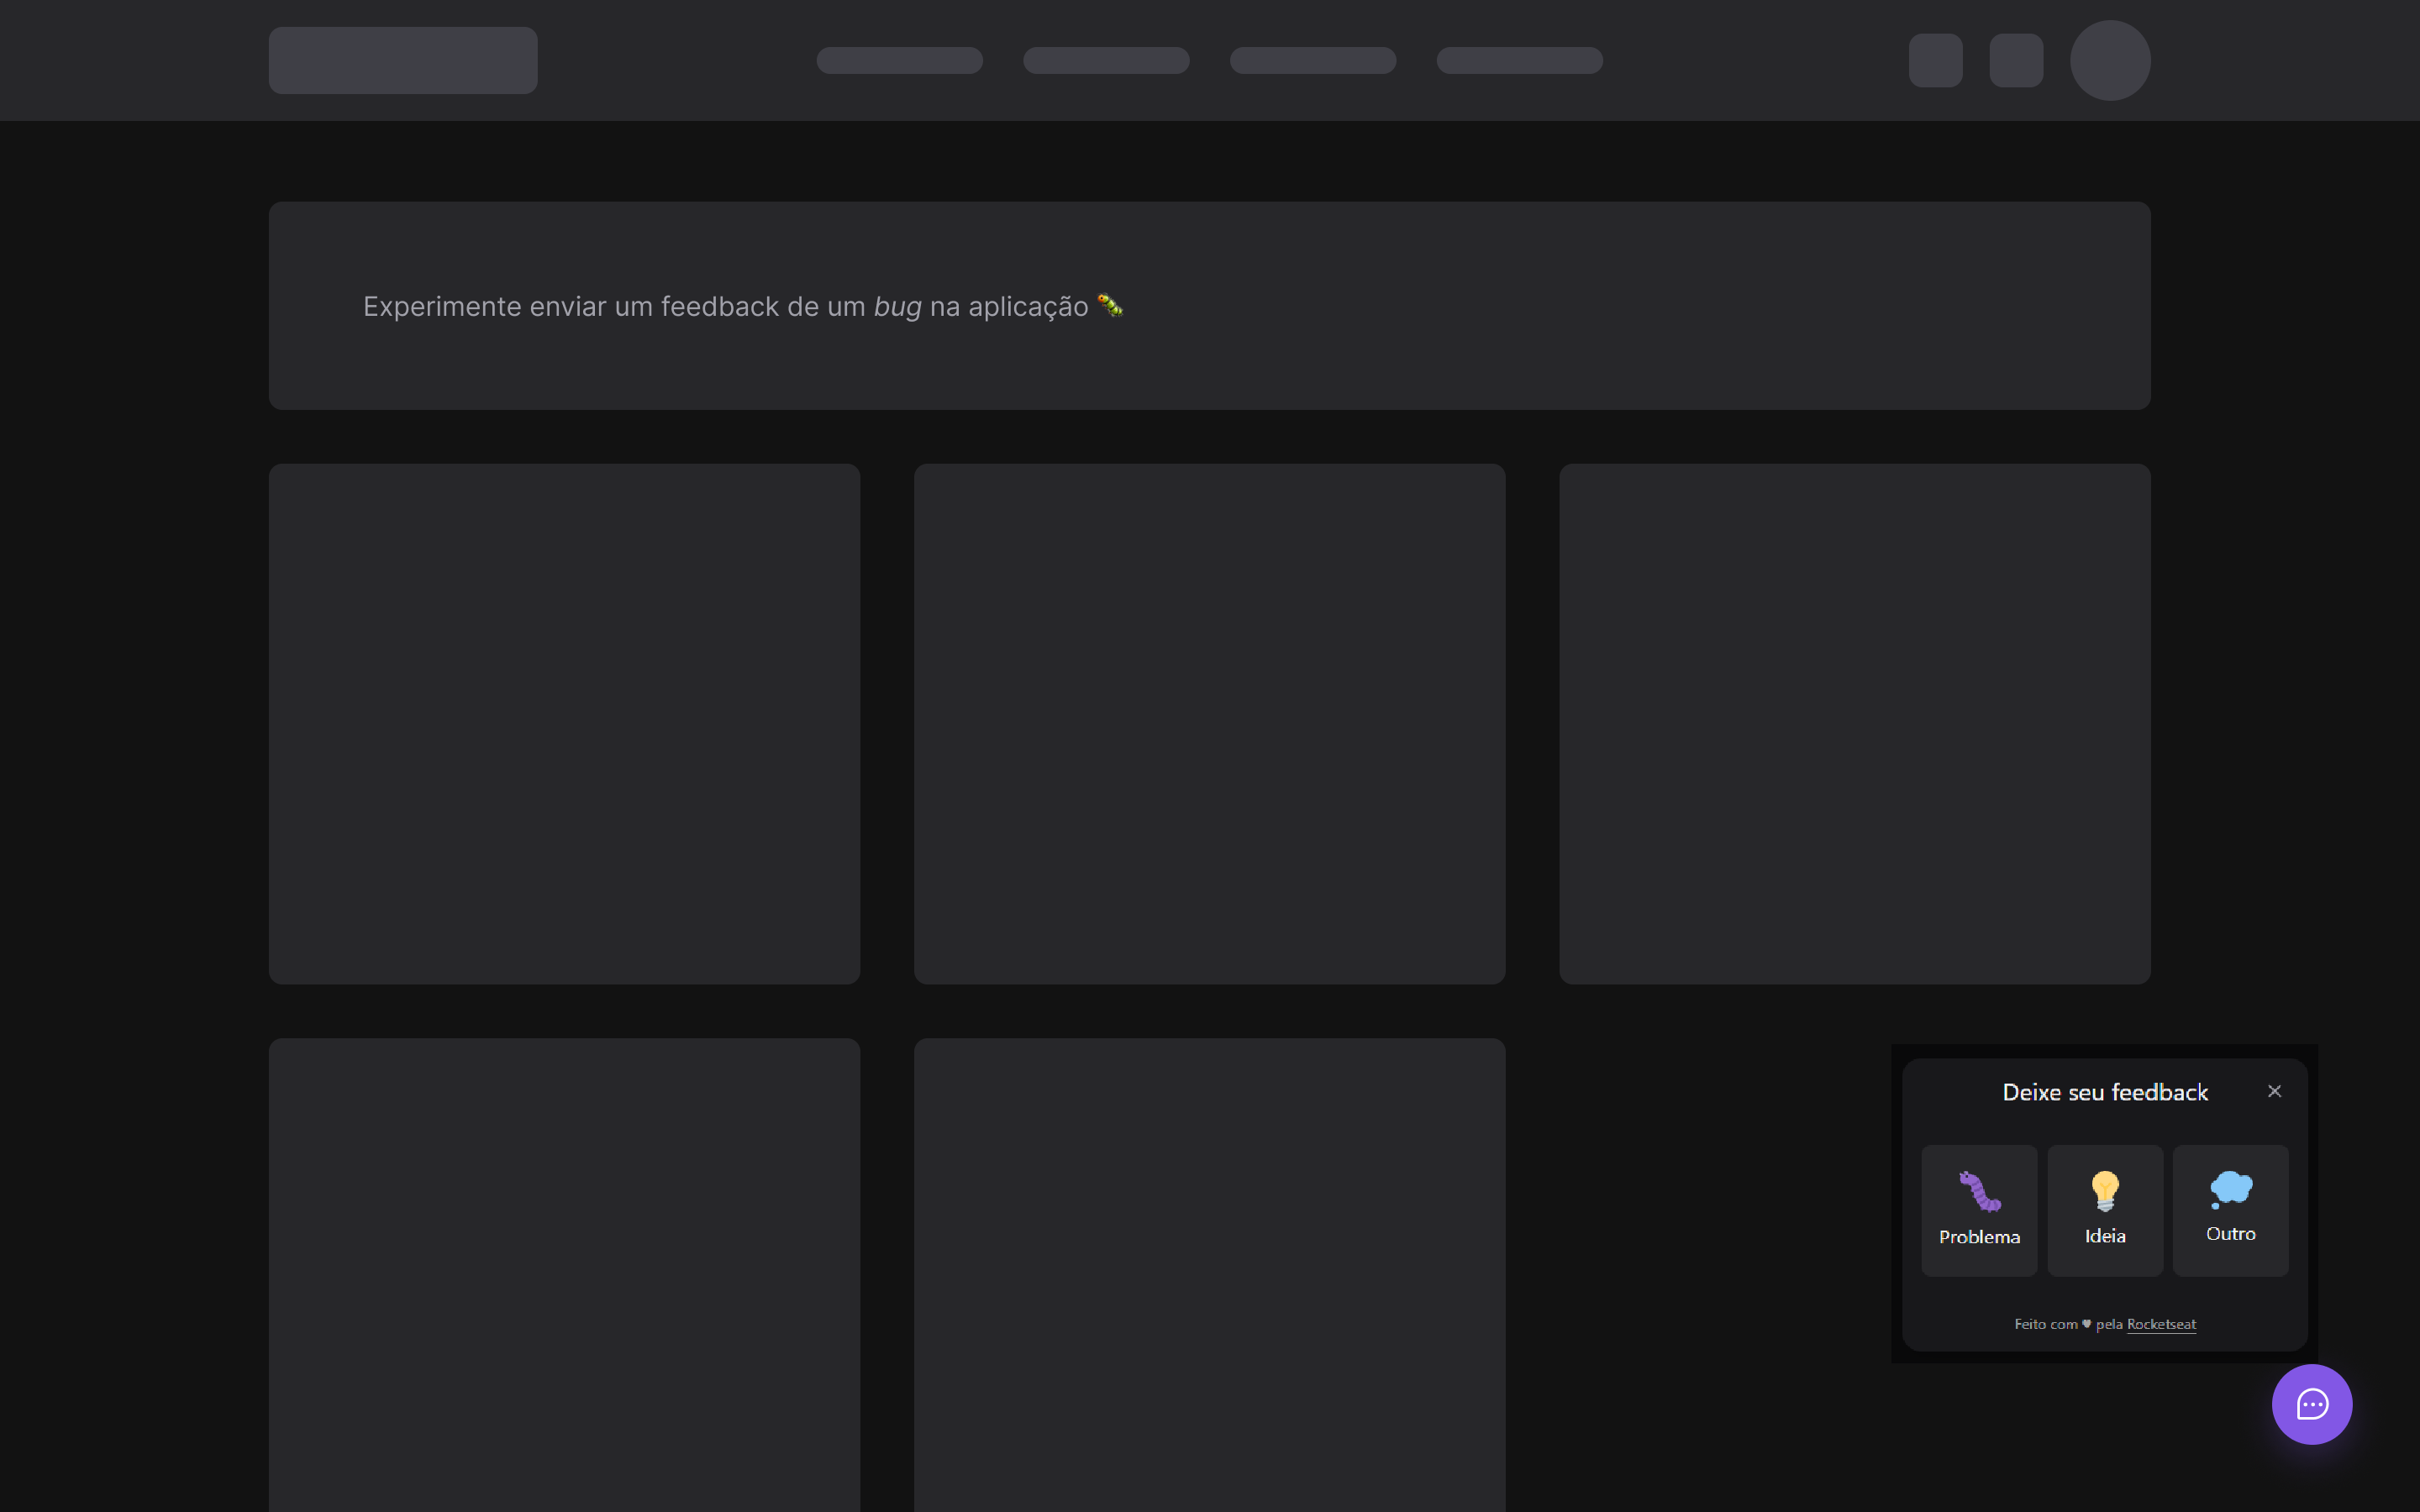 Experimente enviar um feedback de um bug na aplicação 🐛
Deixe seu feedback
Problema
Ideia
Outro
Feito com ♥ pela Rocketseat